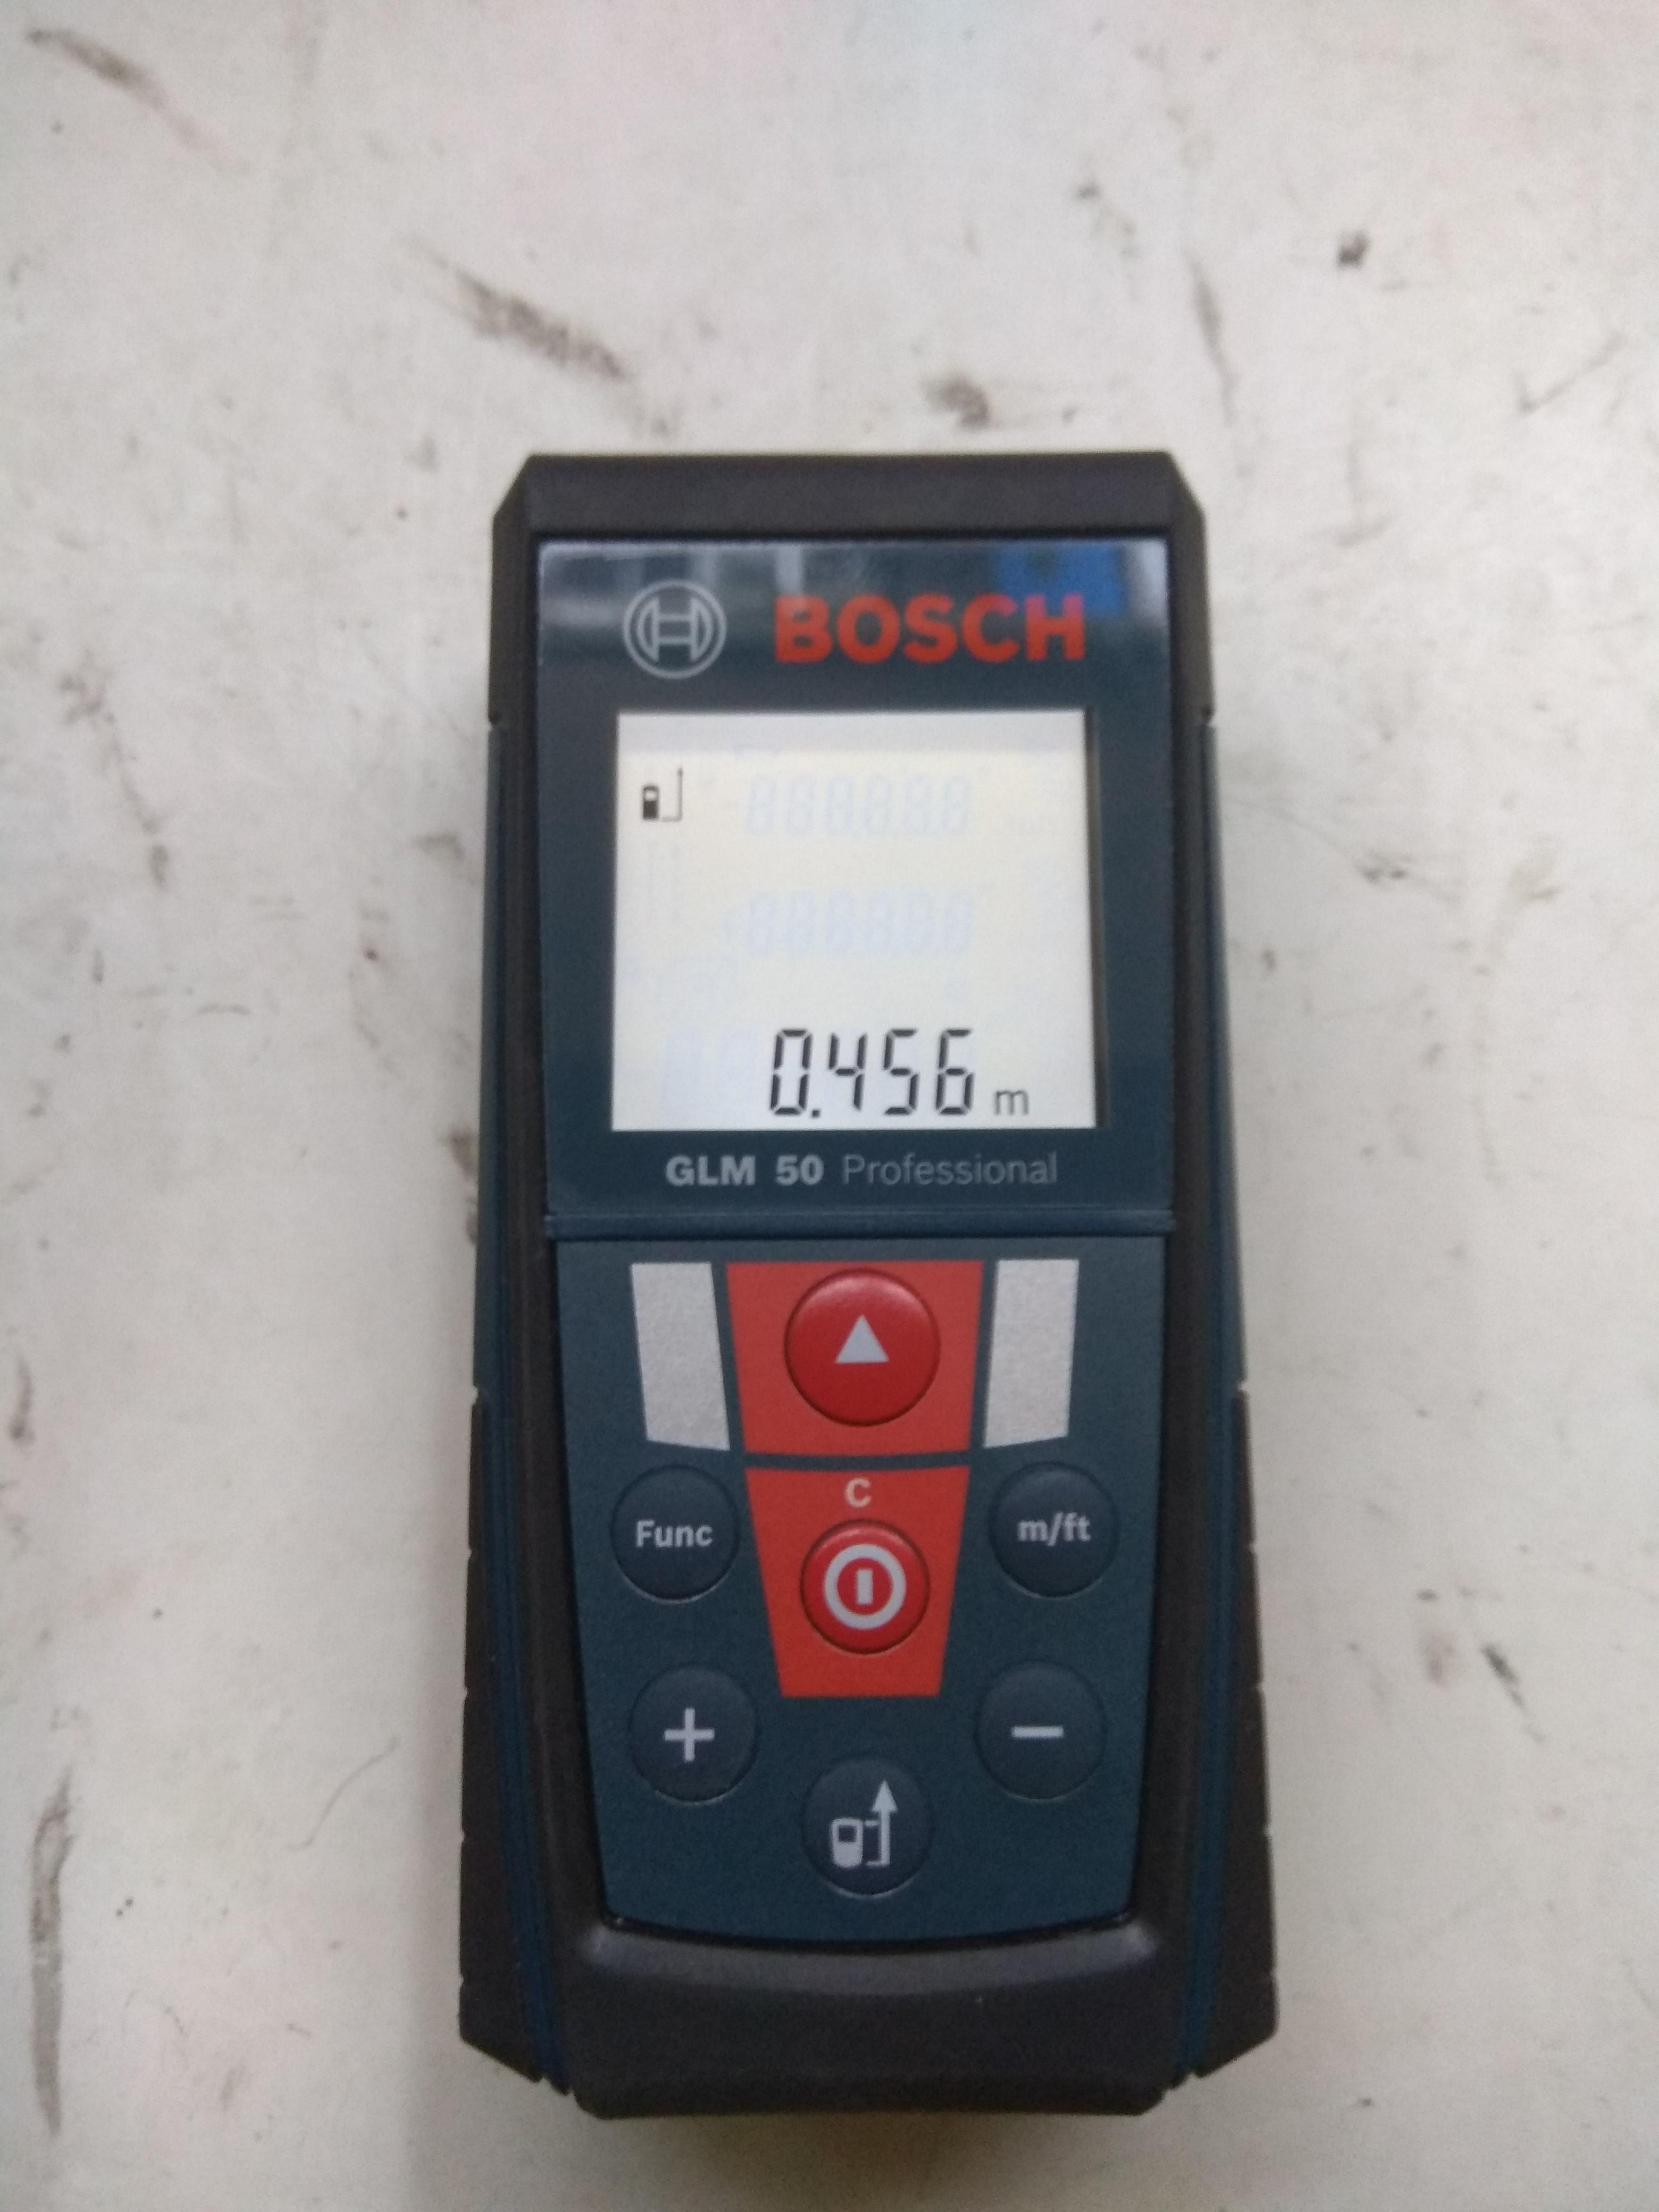 BOSCH
0.456 m
GLM 50 Professional
C
Func
m/ft
+
−